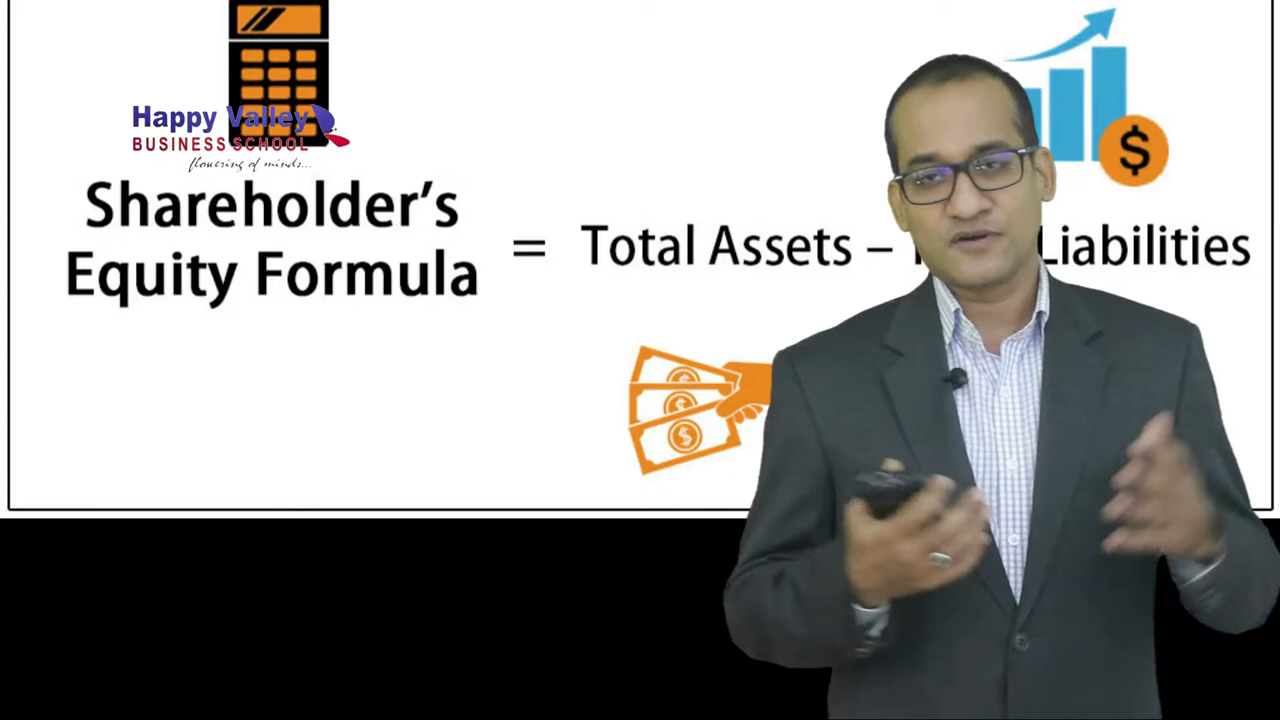 Happy Valley
BUSINESS SCHOOL
flowering of minds...
Shareholder’s
Equity Formula
= Total Assets – Liabilities
$